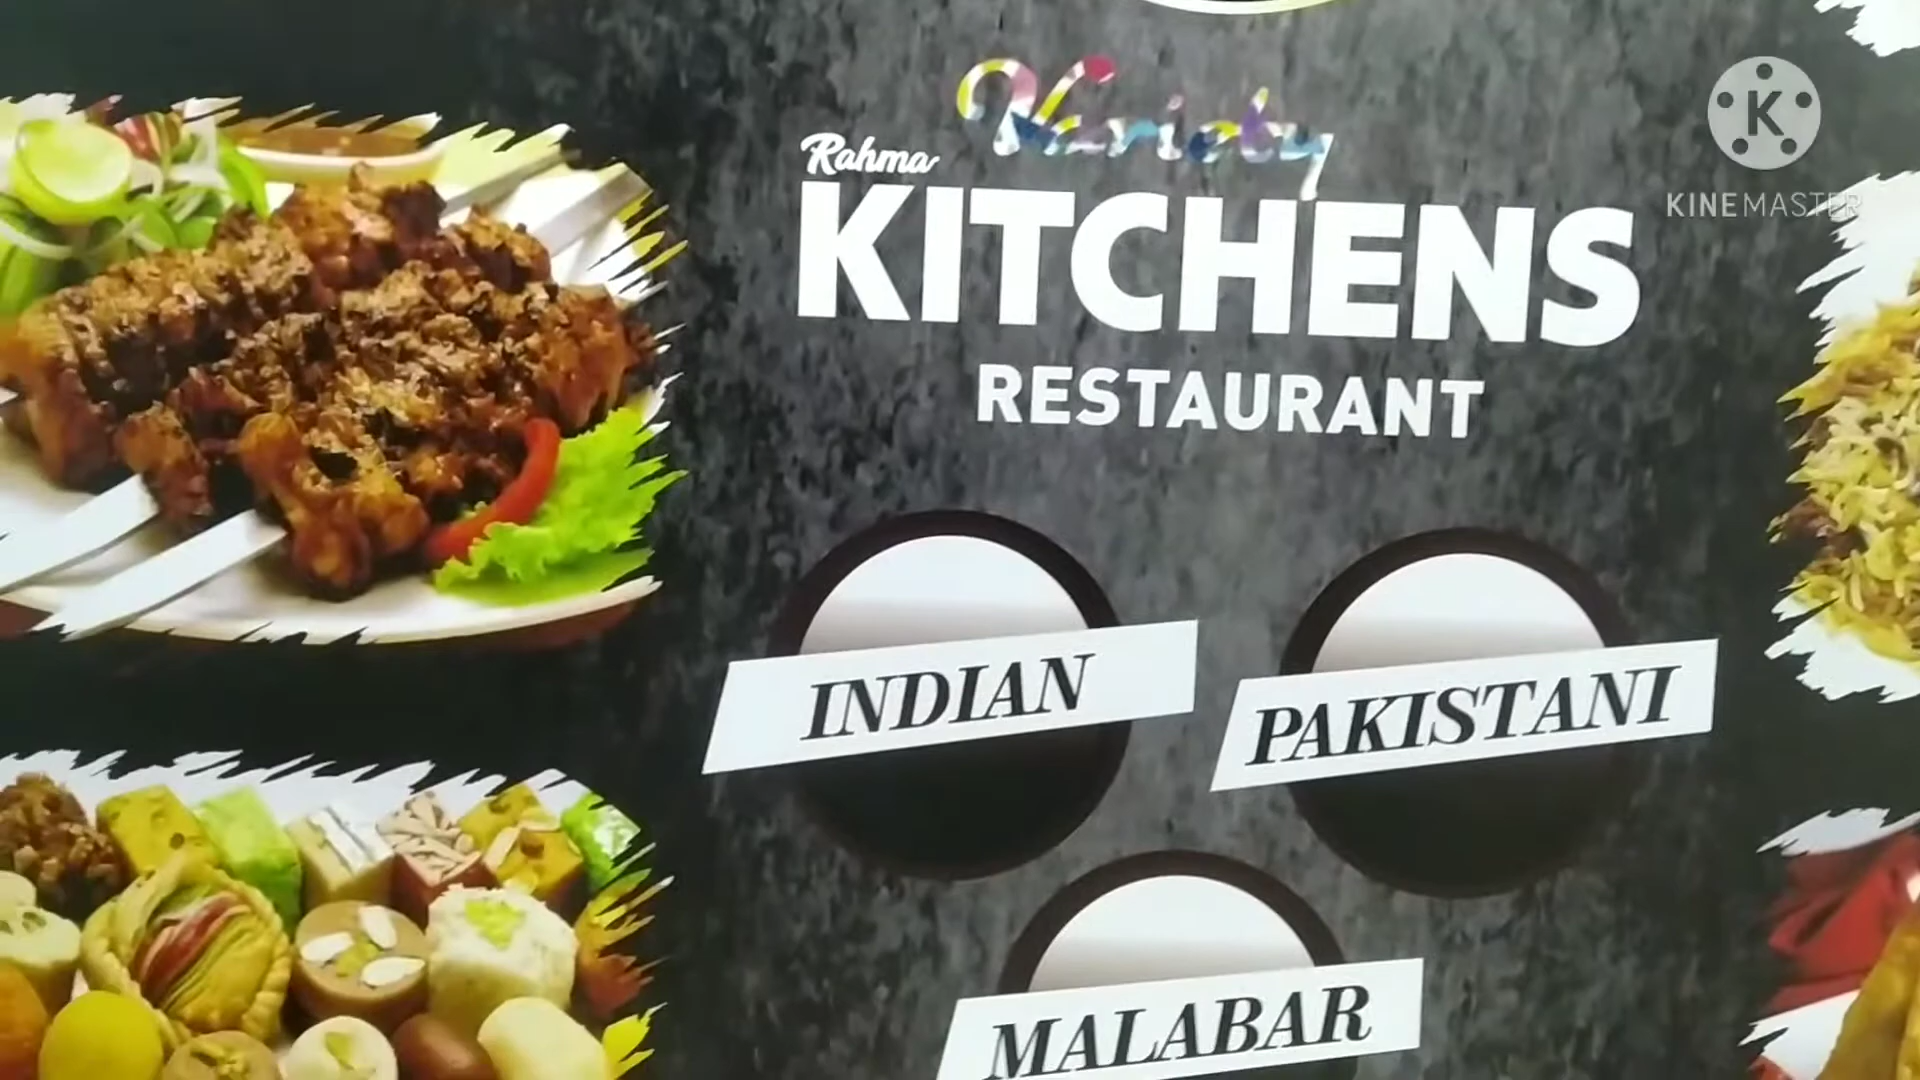 Variety
Rahma
KITCHENS
RESTAURANT
INDIAN
PAKISTANI
MALABAR
K
KINEMASTER